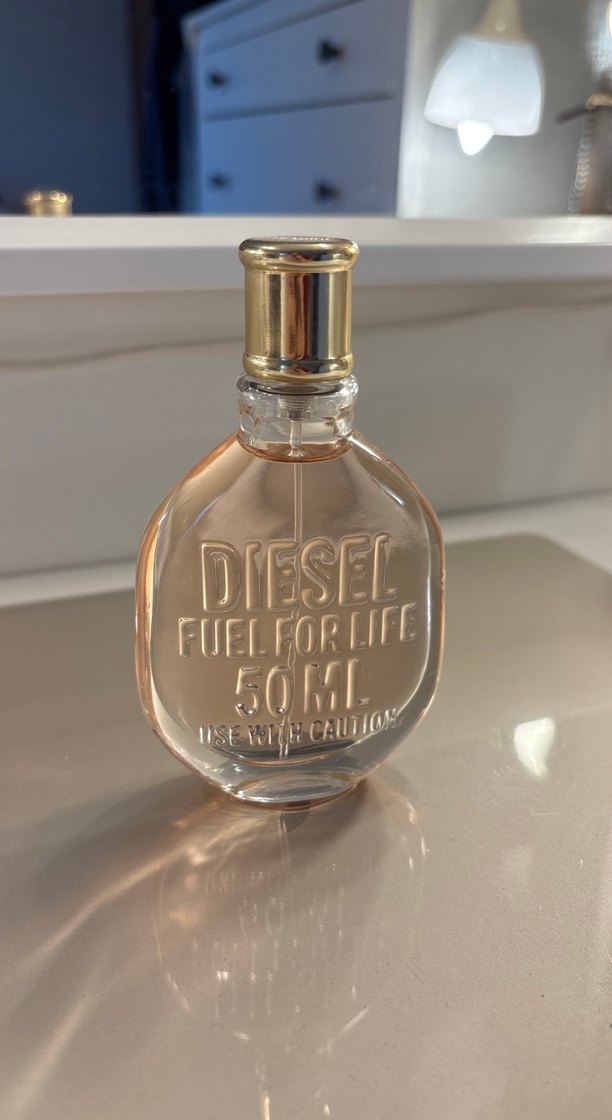 DIESEL
FUEL FOR LIFE
50 ML
USE WITH CAUTION